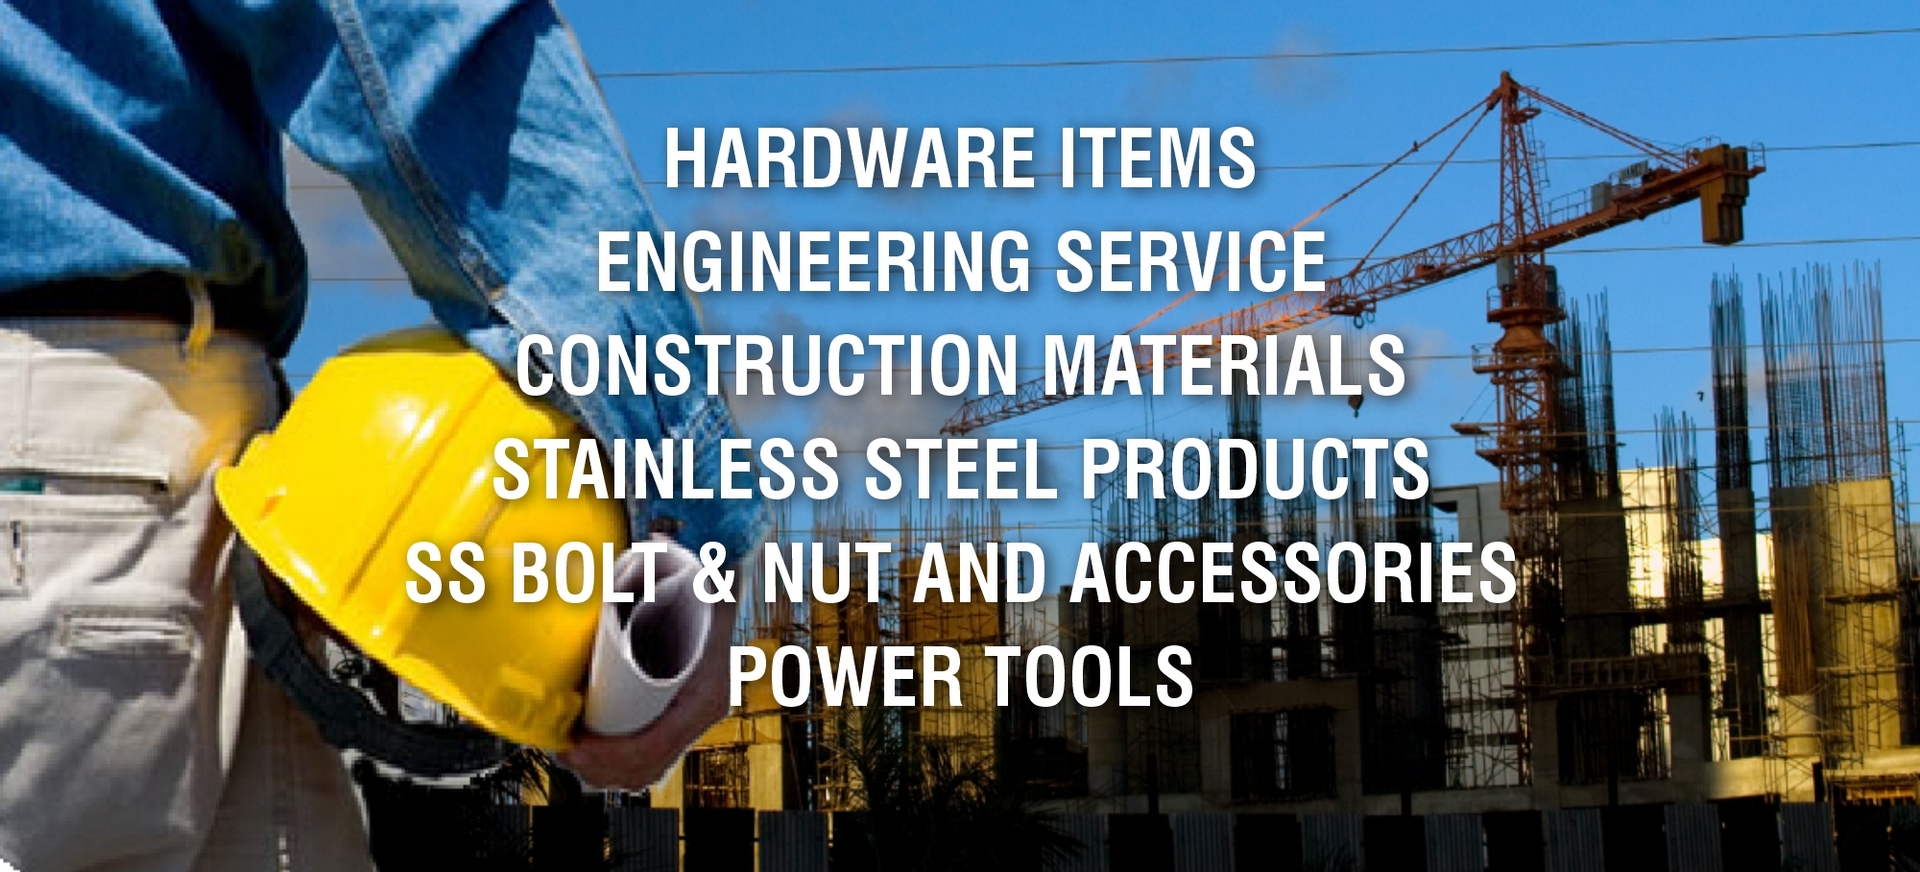 HARDWARE ITEMS
ENGINEERING SERVICE
CONSTRUCTION MATERIALS
STAINLESS STEEL PRODUCTS
SS BOLT & NUT AND ACCESSORIES
POWER TOOLS